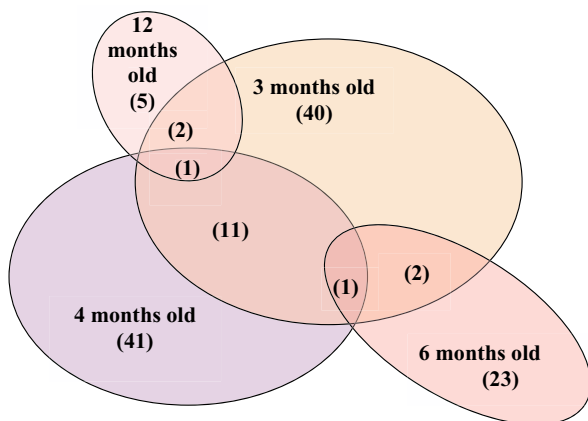 12
months
old
(5)
3 months old
(40)
(2)
(1)
(11)
(1)
(2)
4 months old
(41)
6 months old
(23)